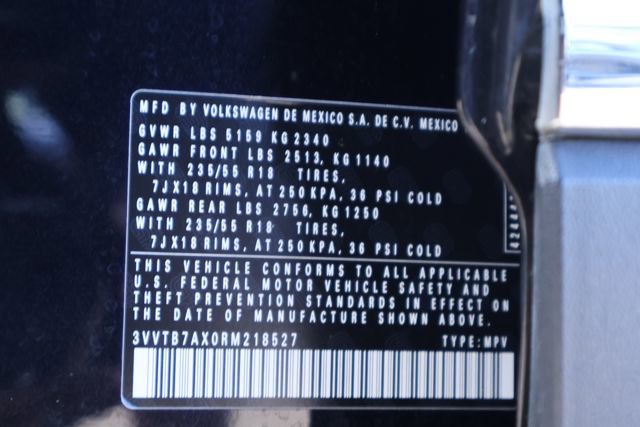 MFD BY VOLKSWAGEN DE MEXICO S.A. DE C.V. MEXICO
GVWR LBS 5159 KG 2340
GAWR FRONT LBS 2513, KG 1140
WITH 235/55 R18 TIRES,
7JX18 RIMS, AT 250 KPA, 36 PSI COLD
GAWR REAR LBS 2756, KG 1250
WITH 235/55 R18 TIRES,
7JX18 RIMS, AT 250 KPA, 36 PSI COLD
THIS VEHICLE CONFORMS TO ALL APPLICABLE
U.S. FEDERAL MOTOR VEHICLE SAFETY AND
THEFT PREVENTION STANDARDS IN EFFECT ON
THE DATE OF MANUFACTURE SHOWN ABOVE.
3VVTB7AX0RM218527 TYPE: MPV